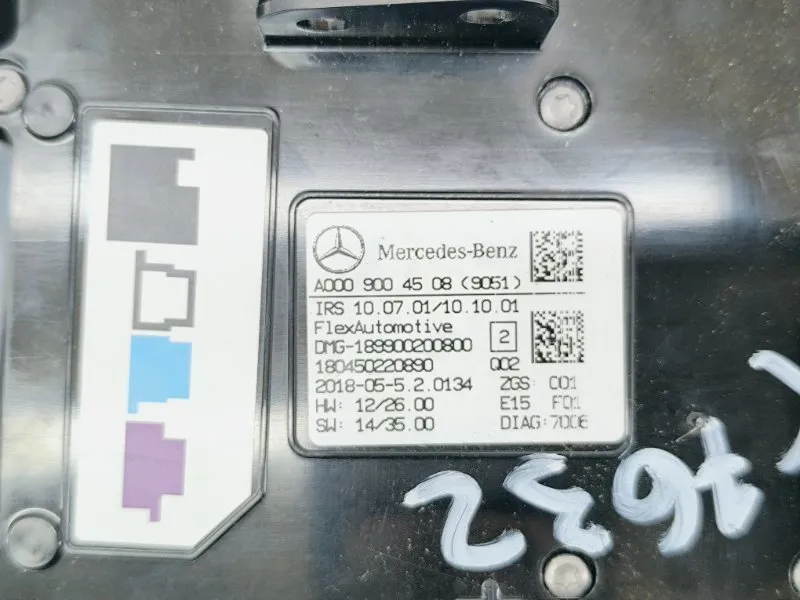 Mercedes-Benz
A000 900 45 08 (9051)
IRS 10.07.01/10.10.01
FlexAutomotive
DMG-189900200800 2
180450220890 Q02
2018-05-5.2.0134 ZGS: 001
HW: 12/26.00 E15 F01
SW: 14/35.00 DIAG:7006
7632